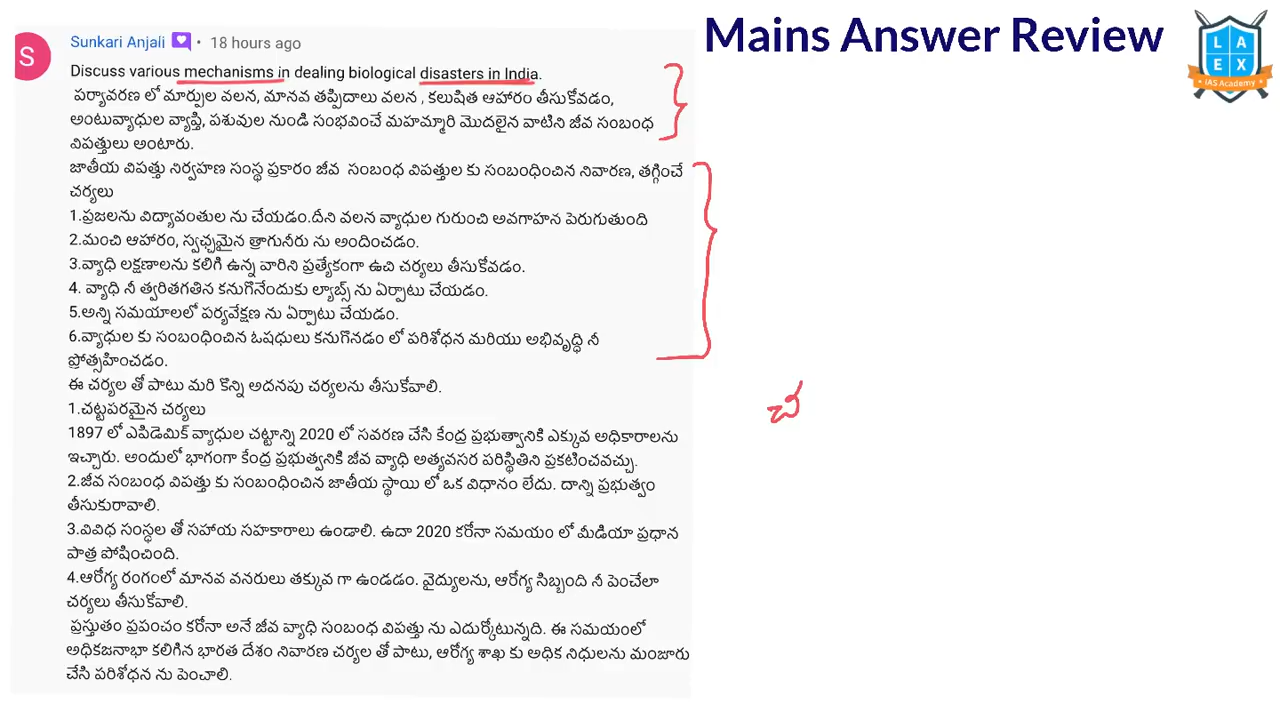 Mains Answer Review
LAEX
IAS Academy
S
Sunkari Anjali • 18 hours ago
Discuss various mechanisms in dealing biological disasters in India.
పర్యావరణ లో మార్పుల వలన, మానవ తప్పిదాలు వలన , కలుషిత ఆహారం తీసుకోవడం,
అంటువ్యాధుల వ్యాప్తి, పశువుల నుండి సంభవించే మహమ్మారి మొదలైన వాటిని జీవ సంబంధ
విపత్తులు అంటారు.
జాతీయ విపత్తు నిర్వహణ సంస్థ ప్రకారం జీవ సంబంధ విపత్తుల కు సంబంధించిన నివారణ, తగ్గించే
చర్యలు
1.ప్రజలను విద్యావంతుల ను చేయడం.దీని వలన వ్యాధుల గురుంచి అవగాహన పెరుగుతుంది
2.మంచి ఆహారం, స్వచ్ఛమైన త్రాగునీరు ను అందించడం.
3.వ్యాధి లక్షణాలను కలిగి ఉన్న వారిని ప్రత్యేకంగా ఉచి చర్యలు తీసుకోవడం.
4. వ్యాధి నీ త్వరితగతిన కనుగొనేందుకు ల్యాబ్స్ ను ఏర్పాటు చేయడం.
5.అన్ని సమయాలలో పర్యవేక్షణ ను ఏర్పాటు చేయడం.
6.వ్యాధుల కు సంబంధించిన ఓషధులు కనుగొనడం లో పరిశోధన మరియు అభివృద్ధి నీ
ప్రోత్సహించడం.
ఈ చర్యల తో పాటు మరి కొన్ని అదనపు చర్యలను తీసుకోవాలి.
1.చట్టపరమైన చర్యలు
1897 లో ఎపిడెమిక్ వ్యాధుల చట్టాన్ని 2020 లో సవరణ చేసి కేంద్ర ప్రభుత్వానికి ఎక్కువ అధికారాలను
ఇచ్చారు. అందులో భాగంగా కేంద్ర ప్రభుత్వనికి జీవ వ్యాధి అత్యవసర పరిస్థితిని ప్రకటించవచ్చు.
2.జీవ సంబంధ విపత్తు కు సంబంధించిన జాతీయ స్థాయి లో ఒక విధానం లేదు. దాన్ని ప్రభుత్వం
తీసుకురావాలి.
3.వివిధ సంస్థల తో సహాయ సహకారాలు ఉండాలి. ఉదా 2020 కరోనా సమయం లో మీడియా ప్రధాన
పాత్ర పోషించింది.
4.ఆరోగ్య రంగంలో మానవ వనరులు తక్కువ గా ఉండడం. వైద్యులను, ఆరోగ్య సిబ్బంది నీ పెంచేలా
చర్యలు తీసుకోవాలి.
ప్రస్తుతం ప్రపంచం కరోనా అనే జీవ వ్యాధి సంబంధ విపత్తు ను ఎదుర్కోటున్నది. ఈ సమయంలో
అధికజనాభా కలిగిన భారత దేశం నివారణ చర్యల తో పాటు, ఆరోగ్య శాఖ కు అధిక నిధులను మంజూరు
చేసి పరిశోధన ను పెంచాలి.